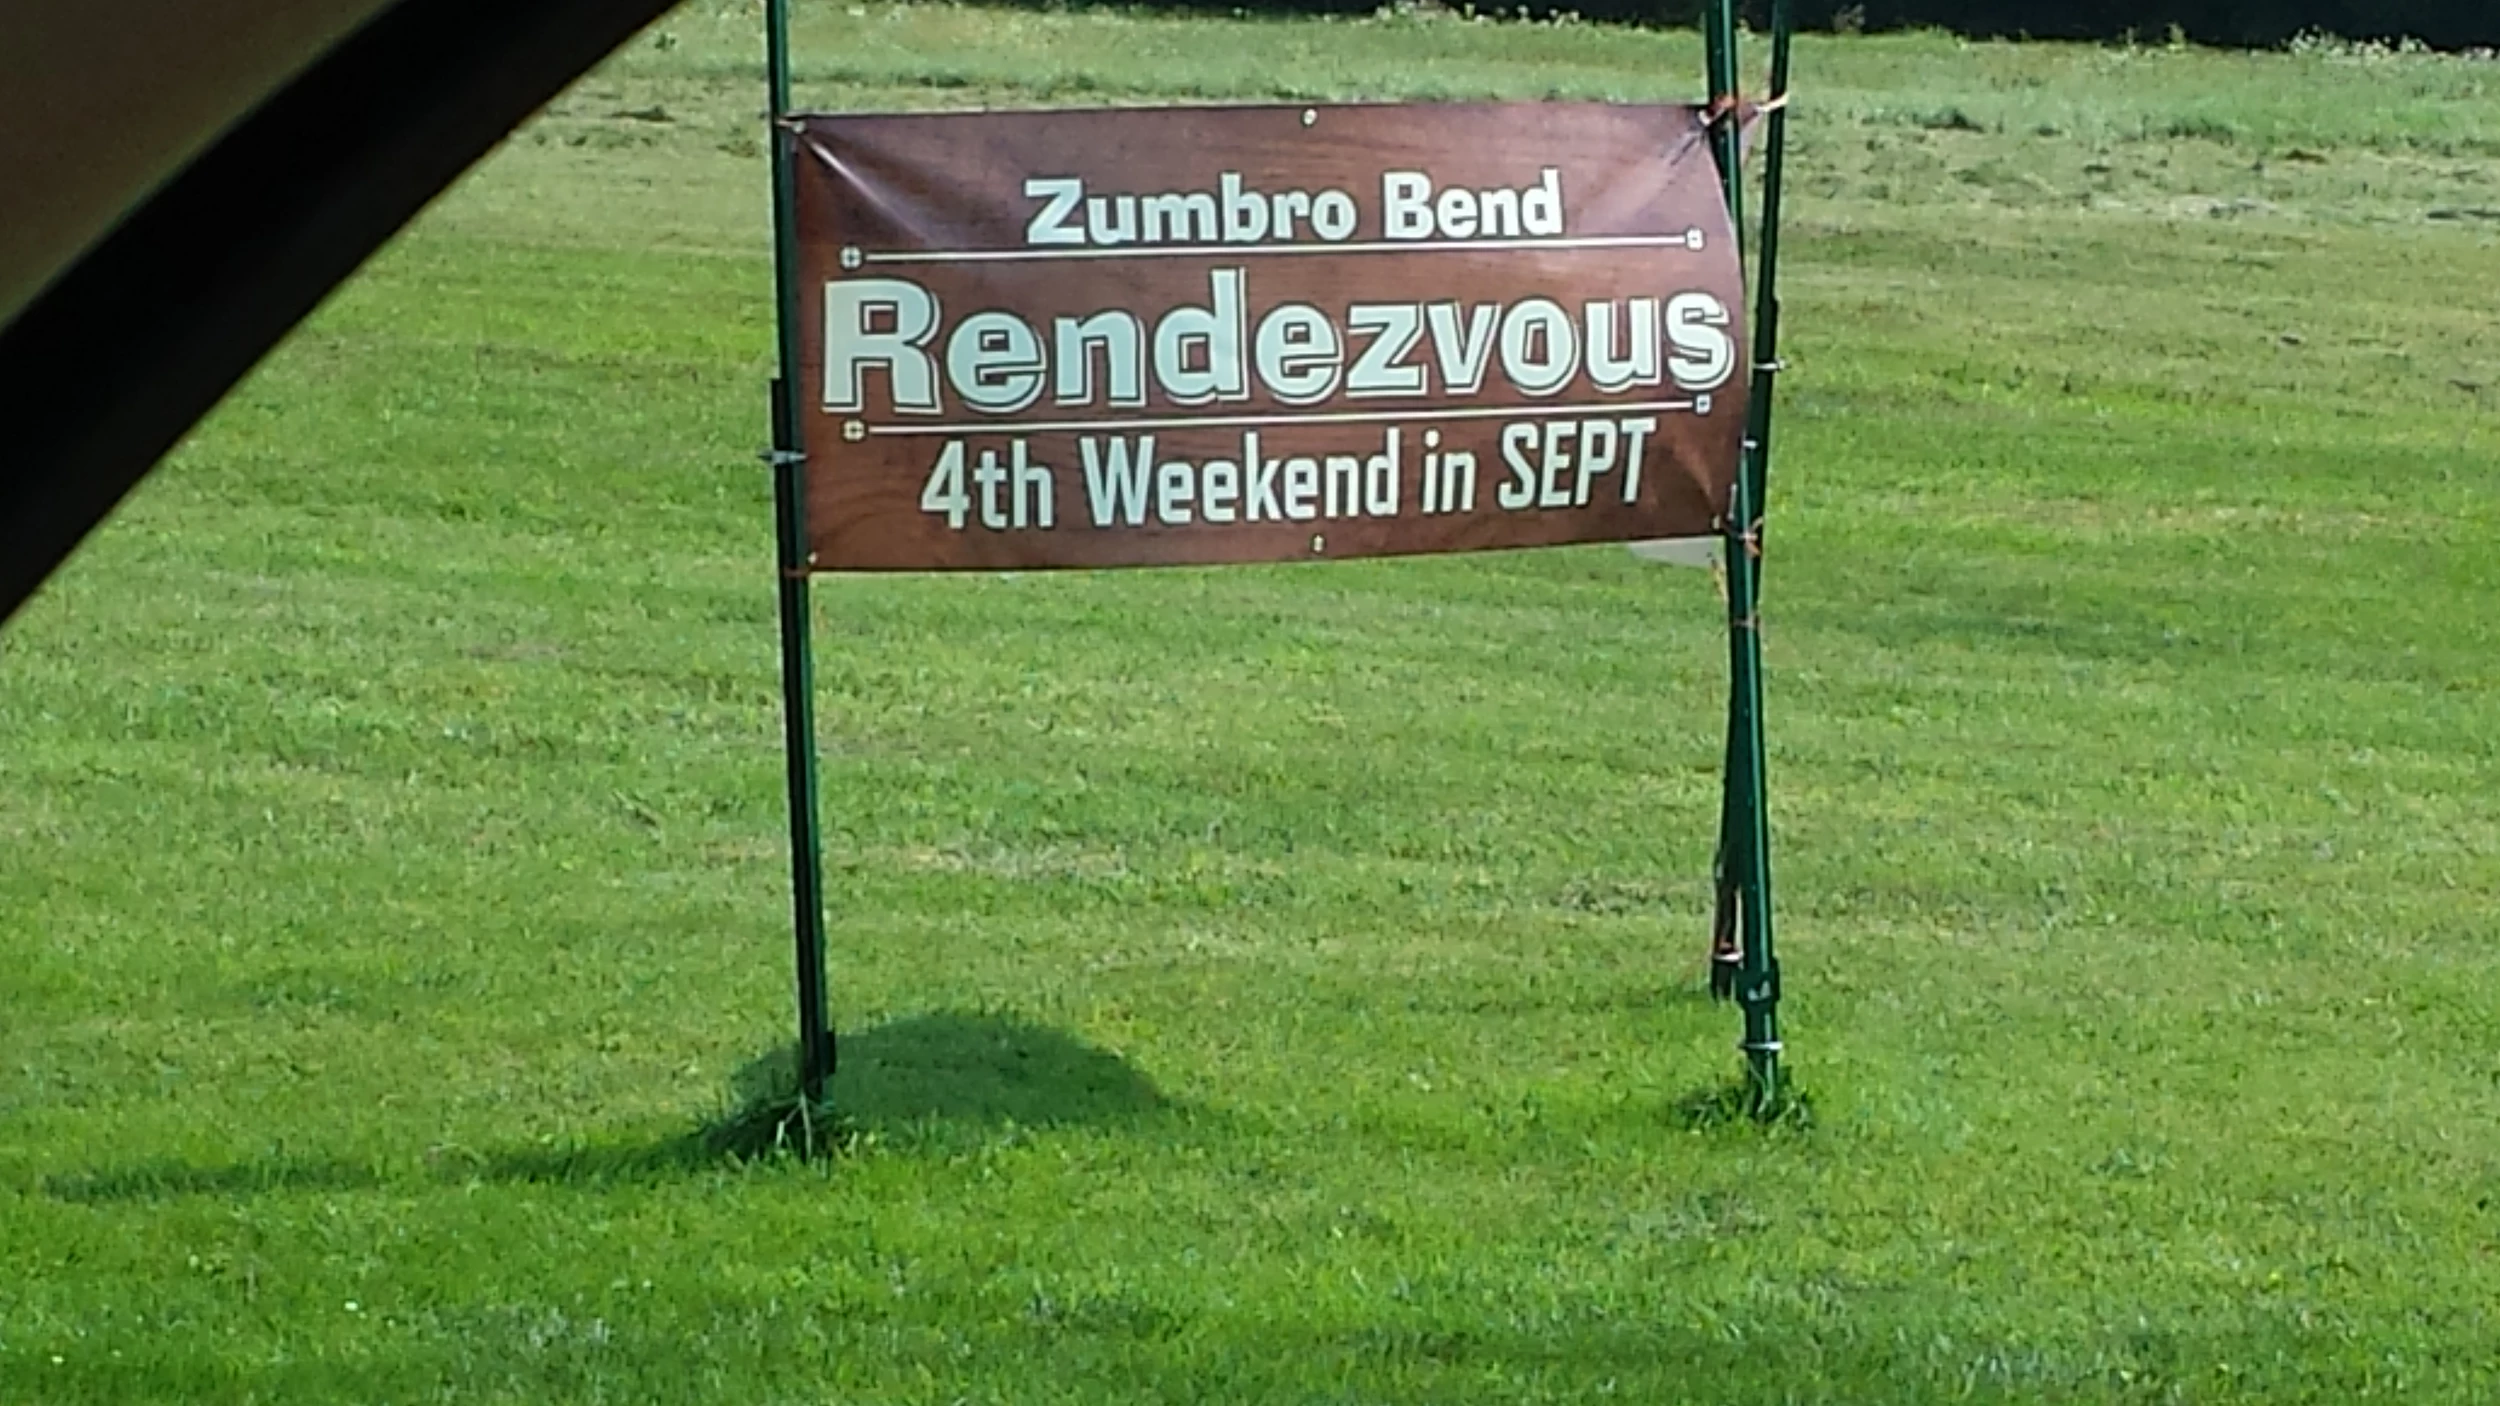 Zumbro Bend
Rendezvous
4th Weekend in SEPT